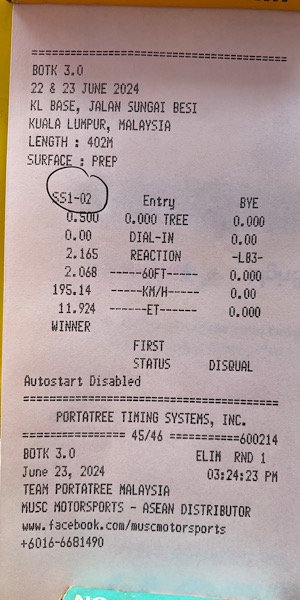 ================================
BOTK 3.0
22 & 23 JUNE 2024
KL BASE, JALAN SUNGAI BESI
KUALA LUMPUR, MALAYSIA
LENGTH : 402M
SURFACE : PREP
SS1-02 Entry BYE
0.500 0.000 TREE 0.000
0.00 DIAL-IN 0.00
2.165 REACTION -L83-
2.068 ------60FT----- 0.000
195.14 ------KM/H----- 0.00
11.924 ------ET------ 0.000
WINNER
FIRST
STATUS DISQUAL
Autostart Disabled
================================
PORTATREE TIMING SYSTEMS, INC.
============ 45/46 ===========600214
BOTK 3.0 ELIM RND 1
June 23, 2024 03:24:23 PM
TEAM PORTATREE MALAYSIA
MUSC MOTORSPORTS - ASEAN DISTRIBUTOR
www.facebook.com/muscmotorsports
+6016-6681490